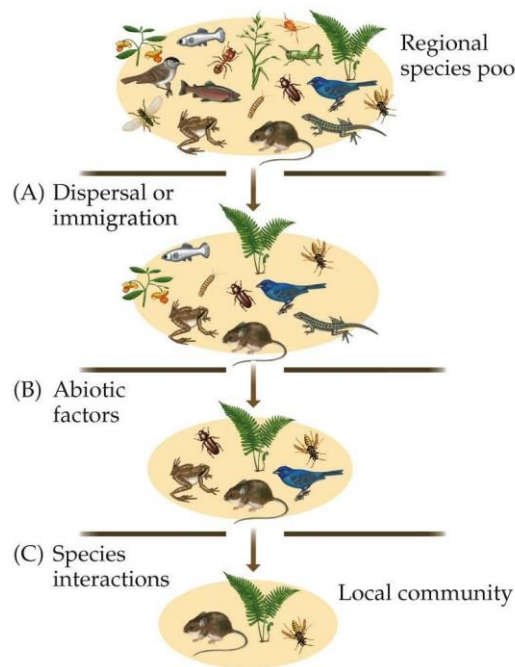 Regional
species poo
(A) Dispersal or
immigration
(B) Abiotic
factors
(C) Species
interactions
Local community